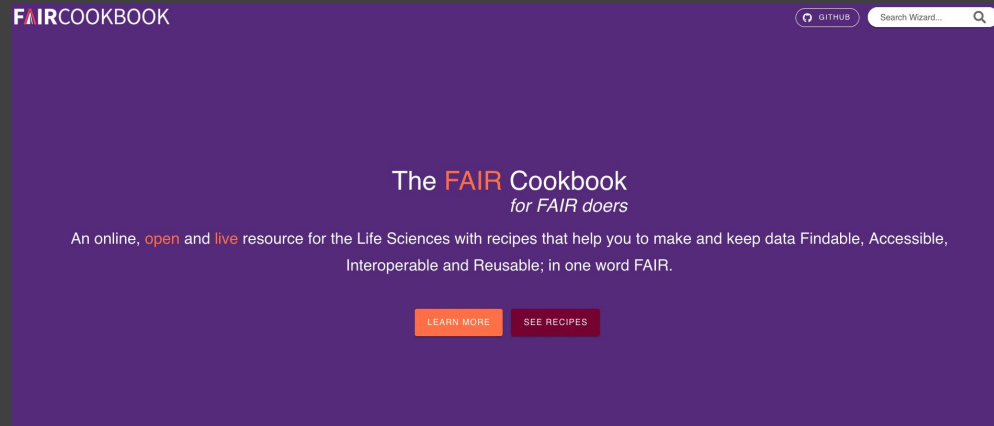 FAIRCOOKBOOK
GITHUB
Search Wizard...
The FAIR Cookbook
for FAIR doers
An online, open and live resource for the Life Sciences with recipes that help you to make and keep data Findable, Accessible,
Interoperable and Reusable; in one word FAIR.
LEARN MORE
SEE RECIPES